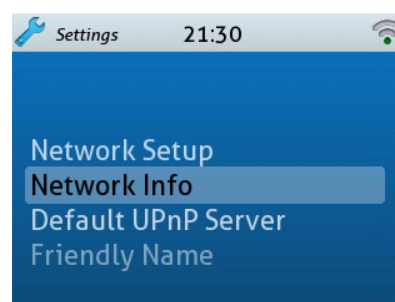 Settings 21:30
Network Setup
Network Info
Default UPnP Server
Friendly Name